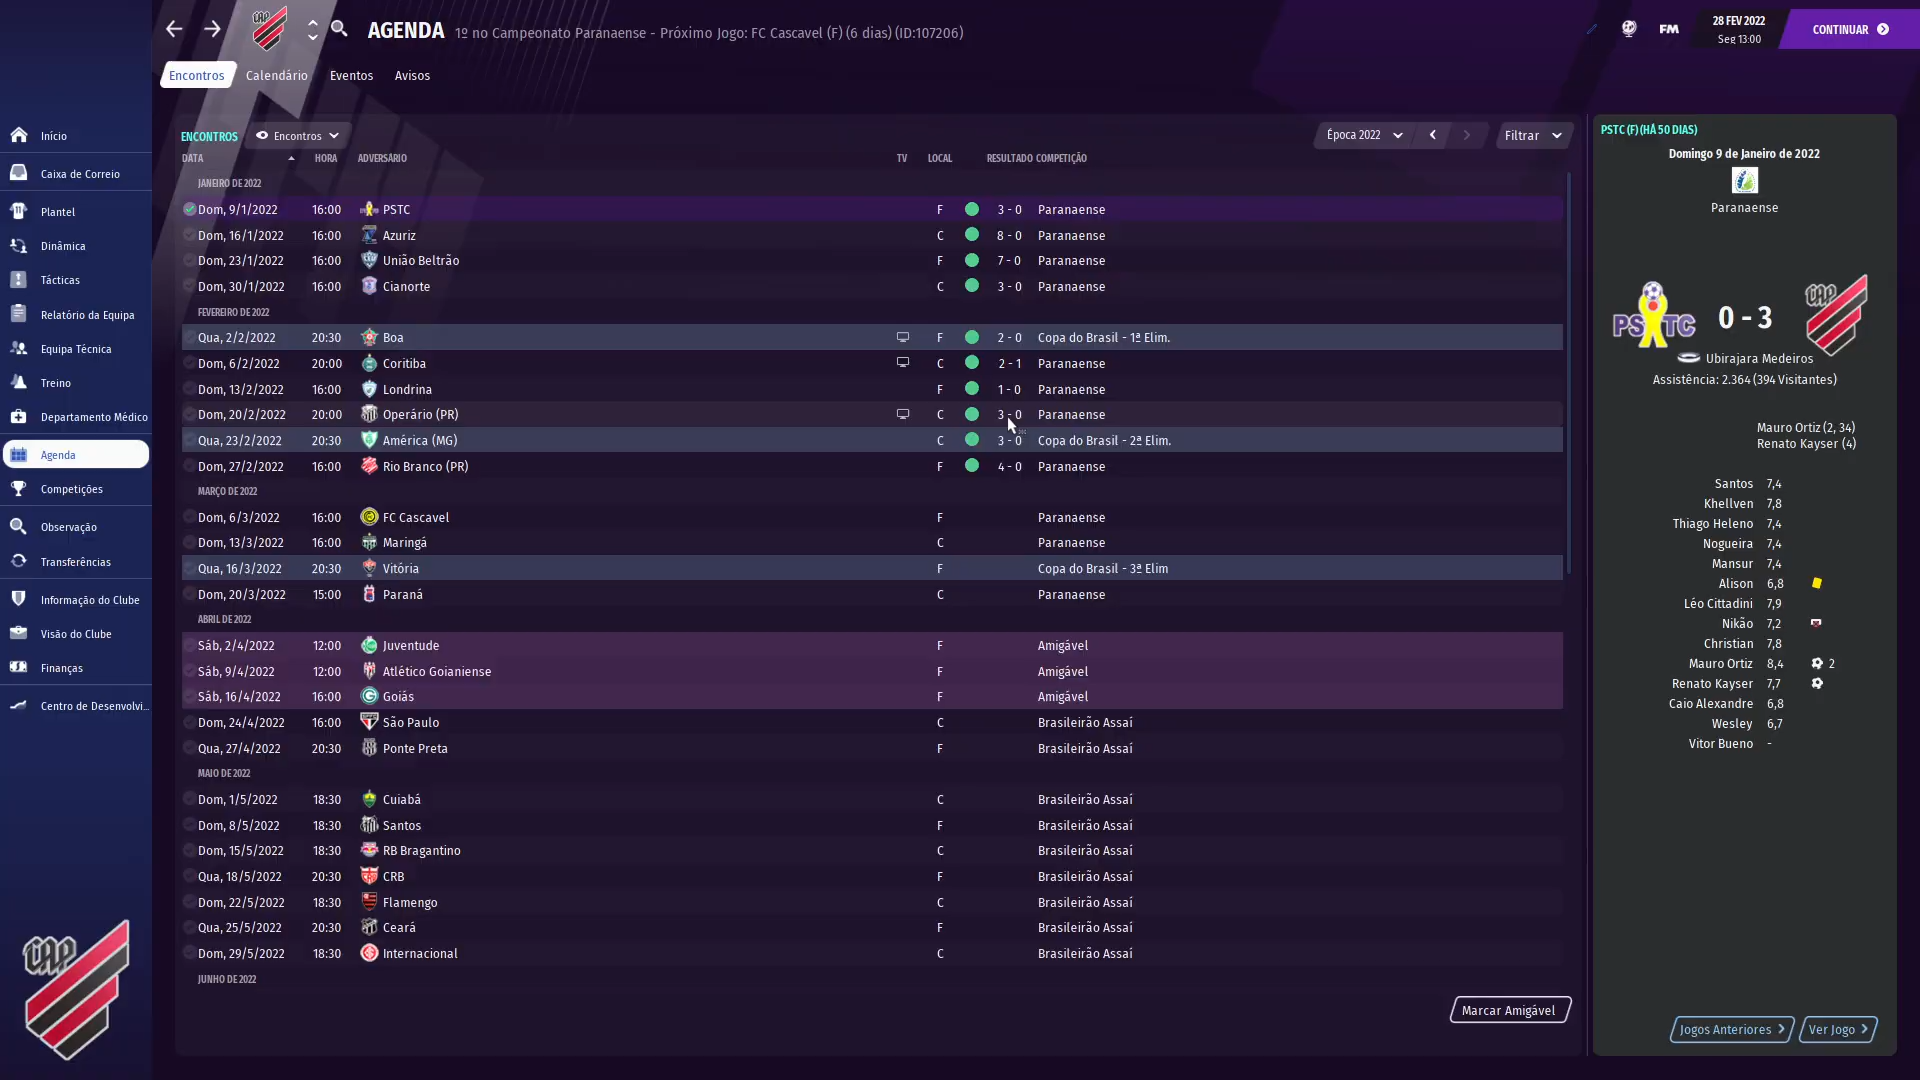 AGENDA 1º no Campeonato Paranaense - Próximo Jogo: FC Cascavel (F) (6 dias) (ID:107206)
FM
28 FEV 2022
Seg 13:00
CONTINUAR
Encontros Calendário Eventos Avisos
Início
Caixa de Correio
Plantel
Dinâmica
Tácticas
Relatório da Equipa
Equipa Técnica
Treino
Departamento Médico
Agenda
Competições
Observação
Transferências
Informação do Clube
Visão do Clube
Finanças
Centro de Desenvolvi...
CAP
ENCONTROS Encontros Época 2022 Filtrar
DATA HORA ADVERSÁRIO TV LOCAL RESULTADO COMPETIÇÃO
JANEIRO DE 2022
Dom, 9/1/2022 16:00 PSTC F 3 - 0 Paranaense
Dom, 16/1/2022 16:00 Azuriz C 8 - 0 Paranaense
Dom, 23/1/2022 16:00 União Beltrão F 7 - 0 Paranaense
Dom, 30/1/2022 16:00 Cianorte C 3 - 0 Paranaense
FEVEREIRO DE 2022
Qua, 2/2/2022 20:30 Boa F 2 - 0 Copa do Brasil - 1ª Elim.
Dom, 6/2/2022 20:00 Coritiba C 2 - 1 Paranaense
Dom, 13/2/2022 16:00 Londrina F 1 - 0 Paranaense
Dom, 20/2/2022 20:00 Operário (PR) C 3 - 0 Paranaense
Qua, 23/2/2022 20:30 América (MG) C 3 - 0 Copa do Brasil - 2ª Elim.
Dom, 27/2/2022 16:00 Rio Branco (PR) F 4 - 0 Paranaense
MARÇO DE 2022
Dom, 6/3/2022 16:00 FC Cascavel F Paranaense
Dom, 13/3/2022 16:00 Maringá C Paranaense
Qua, 16/3/2022 20:30 Vitória F Copa do Brasil - 3ª Elim
Dom, 20/3/2022 15:00 Paraná C Paranaense
ABRIL DE 2022
Sáb, 2/4/2022 12:00 Juventude F Amigável
Sáb, 9/4/2022 12:00 Atlético Goianiense F Amigável
Sáb, 16/4/2022 16:00 Goiás F Amigável
Dom, 24/4/2022 16:00 São Paulo C Brasileirão Assaí
Qua, 27/4/2022 20:30 Ponte Preta F Brasileirão Assaí
MAIO DE 2022
Dom, 1/5/2022 18:30 Cuiabá C Brasileirão Assaí
Dom, 8/5/2022 18:30 Santos F Brasileirão Assaí
Dom, 15/5/2022 18:30 RB Bragantino C Brasileirão Assaí
Qua, 18/5/2022 20:30 CRB F Brasileirão Assaí
Dom, 22/5/2022 18:30 Flamengo C Brasileirão Assaí
Qua, 25/5/2022 20:30 Ceará F Brasileirão Assaí
Dom, 29/5/2022 18:30 Internacional C Brasileirão Assaí
JUNHO DE 2022
Marcar Amigável
PSTC (F)(HÁ 50 DIAS)
Domingo 9 de Janeiro de 2022
Paranaense
PSTC 0 - 3 CAP
Ubirajara Medeiros
Assistência: 2.364 (394 Visitantes)
Mauro Ortiz (2, 34)
Renato Kayser (4)
Santos 7,4
Khellven 7,8
Thiago Heleno 7,4
Nogueira 7,4
Mansur 7,4
Alison 6,8
Léo Cittadini 7,9
Nikão 7,2
Christian 7,8
Mauro Ortiz 8,4 2
Renato Kayser 7,7
Caio Alexandre 6,8
Wesley 6,7
Vitor Bueno -
Jogos Anteriores Ver Jogo